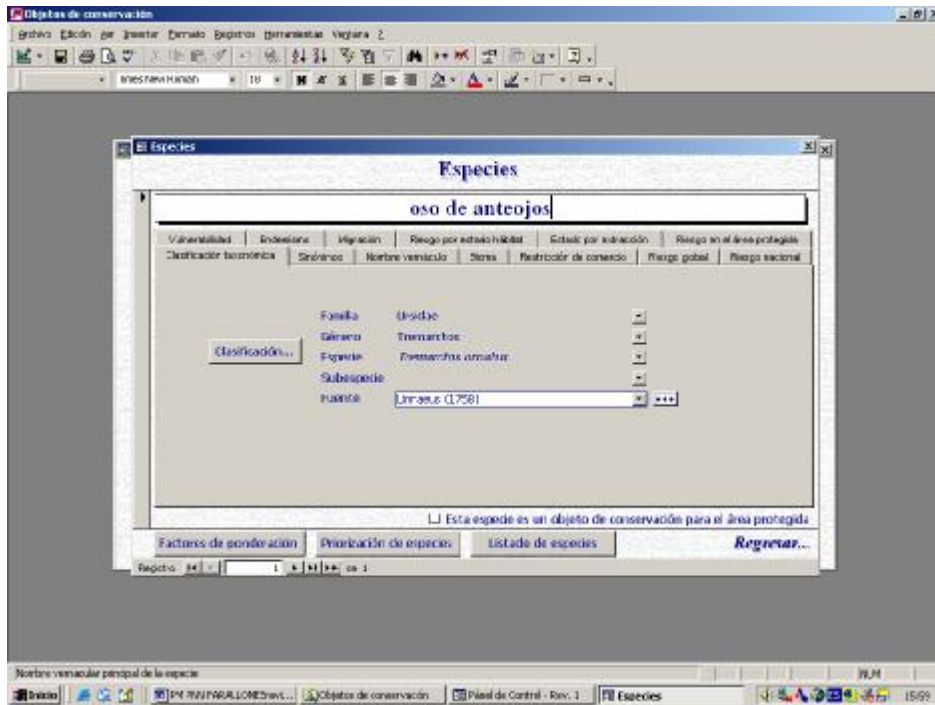 Objetos de conservación
Archivo Edición Ver Insertar Formato Registros Herramientas Ventana ?
Times New Roman 18 N K S
Especies
Especies
oso de anteojos
Vulnerabilidad Endemismo Migración Riesgo por estado hábitat Estado por extracción Riesgo en el área protegida
Clasificación taxonómica Sinónimos Nombre vernáculo Stores Restricción de comercio Riesgo global Riesgo nacional
Familia Ursidae
Género Tremarctos
Clasificación...
Especie Tremarctos ornatus
Subespecie
Fuente Linnaeus (1758)
Esta especie es un objeto de conservación para el área protegida
Factores de ponderación Priorización de especies Listado de especies Regresar...
Registro: 1 de 1
Nombre vernacular principal de la especie
NUM
Inicio Objetos de conservación Panel de Control - Rev. 1 Especies 15:59